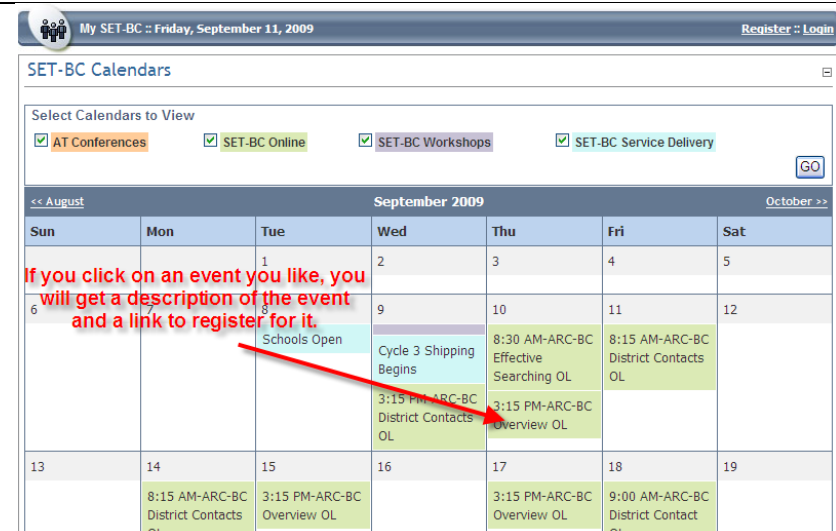 My SET-BC :: Friday, September 11, 2009 Register :: Login
SET-BC Calendars
Select Calendars to View
AT Conferences SET-BC Online SET-BC Workshops SET-BC Service Delivery
GO
<< August September 2009 October >>
Sun Mon Tue Wed Thu Fri Sat
1 2 3 4 5
If you click on an event you like, you
will get a description of the event
and a link to register for it.
6 7 8 9 10 11 12
Schools Open
Cycle 3 Shipping
Begins
3:15 PM-ARC-BC
District Contacts
OL
8:30 AM-ARC-BC
Effective
Searching OL
3:15 PM-ARC-BC
Overview OL
8:15 AM-ARC-BC
District Contacts
OL
13 14 15 16 17 18 19
8:15 AM-ARC-BC
District Contacts
OL
3:15 PM-ARC-BC
Overview OL
3:15 PM-ARC-BC
Overview OL
9:00 AM-ARC-BC
District Contact
OL